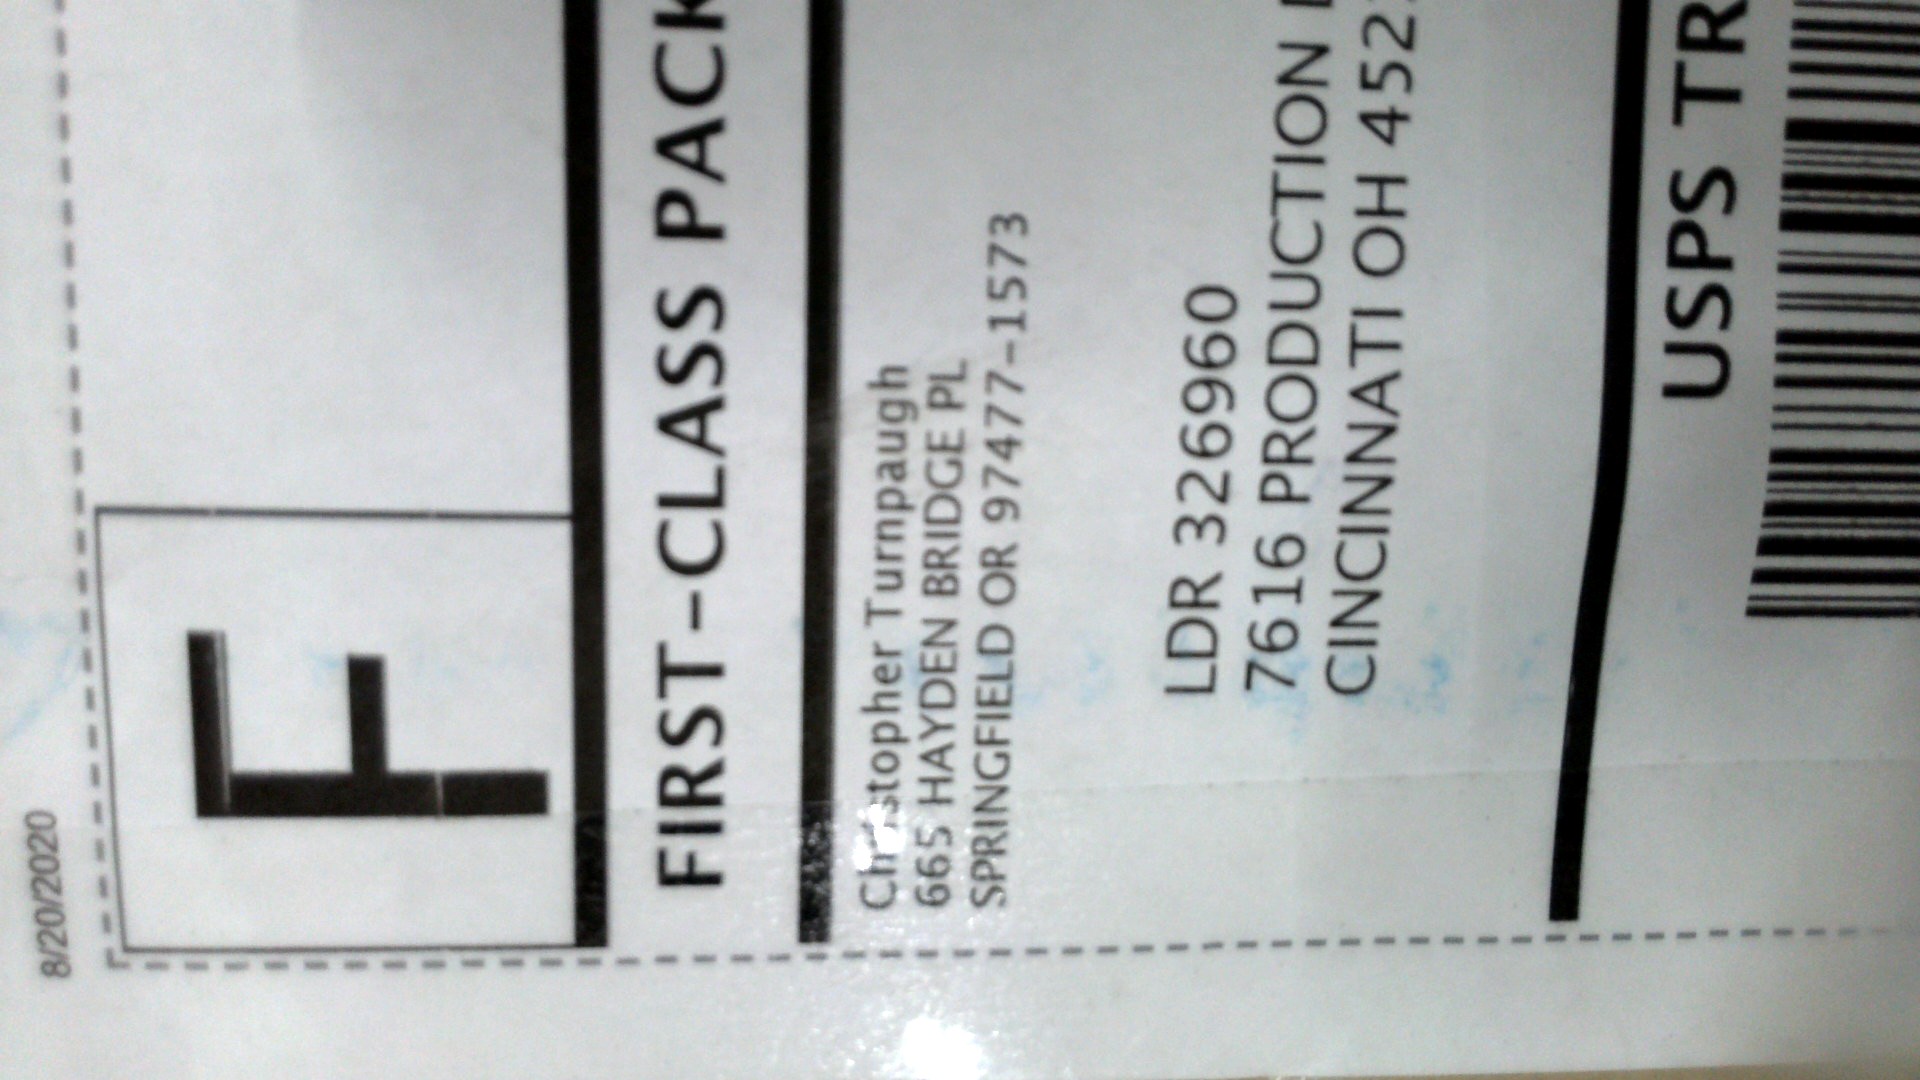 8/20/2020
F
FIRST-CLASS PACK
Christopher Turnpaugh
665 HAYDEN BRIDGE PL
SPRINGFIELD OR 97477-1573
LDR 326960
7616 PRODUCTION
CINCINNATI OH 452
USPS TR